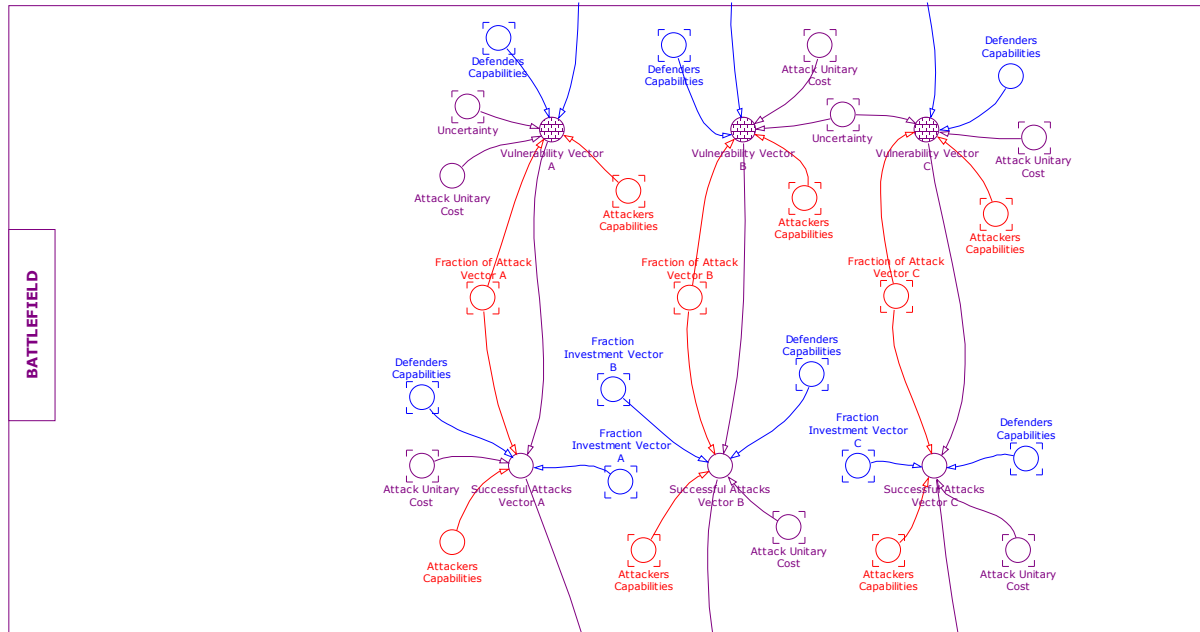 Defenders
Capabilities
Defenders
Capabilities
Attack Unitary
Cost
Defenders
Capabilities
Uncertainty
Uncertainty
Vulnerability Vector
A
Vulnerability Vector
B
Vulnerability Vector
C
Attack Unitary
Cost
Attack Unitary
Cost
Attackers
Capabilities
Attackers
Capabilities
Attackers
Capabilities
Fraction of Attack
Vector A
Fraction of Attack
Vector B
Fraction of Attack
Vector C
BATTLEFIELD
Defenders
Capabilities
Fraction
Investment Vector
B
Defenders
Capabilities
Fraction
Investment Vector
A
Fraction
Investment Vector
C
Defenders
Capabilities
Attack Unitary
Cost
Successful Attacks
Vector A
Successful Attacks
Vector B
Successful Attacks
Vector C
Attackers
Capabilities
Attackers
Capabilities
Attack Unitary
Cost
Attackers
Capabilities
Attack Unitary
Cost